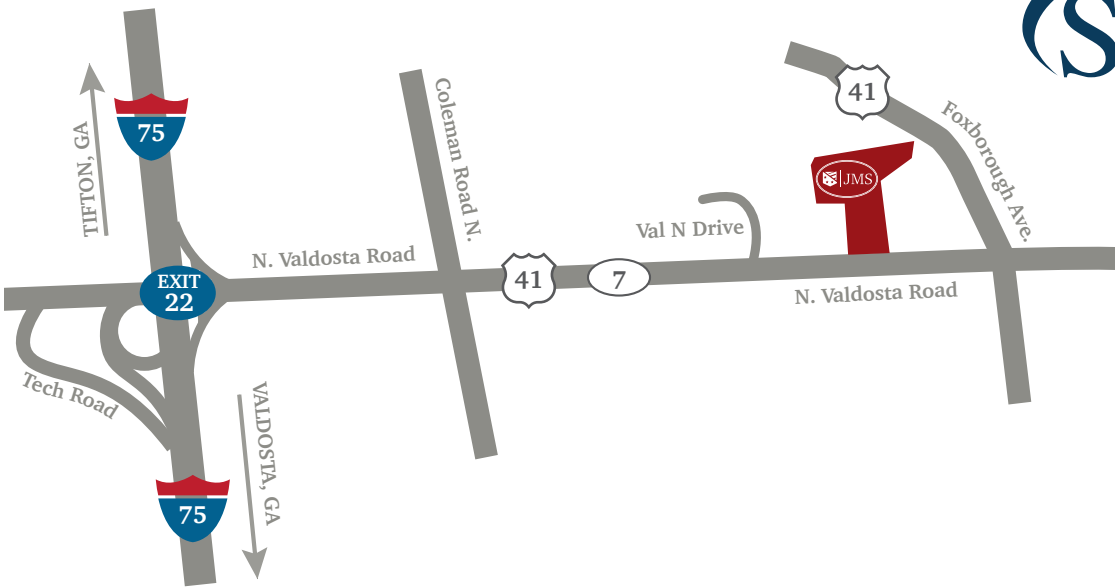 S
41
75
TIFTON, GA
Coleman Road N.
Foxborough Ave.
JMS
Val N Drive
N. Valdosta Road
EXIT
22
41
7
N. Valdosta Road
Tech Road
VALDOSTA, GA
75